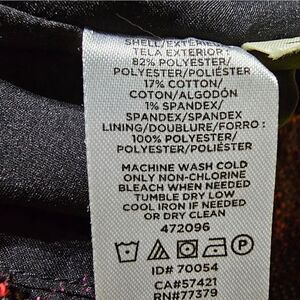 SHELL/EXTÉRIEUR
TELA EXTERIOR:
82% POLYESTER/
POLYESTER/POLIÉSTER
17% COTTON/
COTON/ALGODÓN
1% SPANDEX/
SPANDEX/SPANDEX
LINING/DOUBLURE/FORRO:
100% POLYESTER/
POLYESTER/POLIÉSTER
MACHINE WASH COLD
ONLY NON-CHLORINE
BLEACH WHEN NEEDED
TUMBLE DRY LOW
COOL IRON IF NEEDED
OR DRY CLEAN
472096
ID# 70054
CA#57421
RN#77379